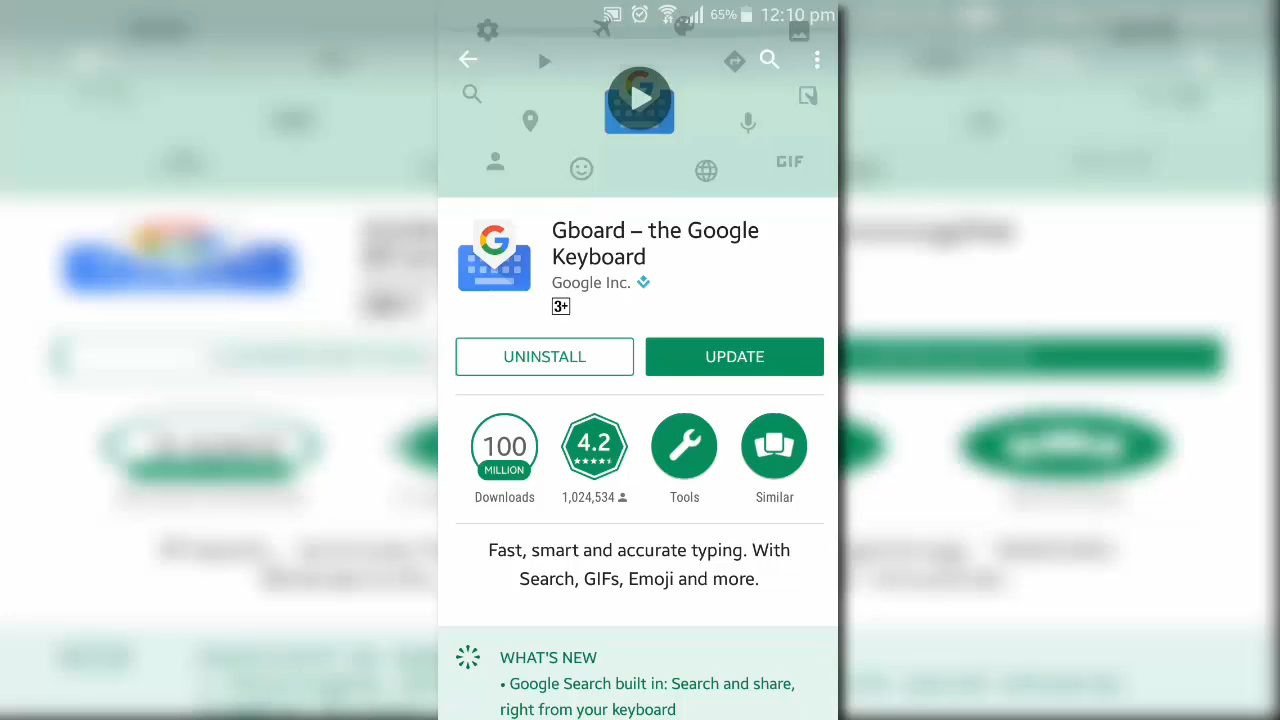 65% 12:10 pm
GIF
Gboard – the Google
Keyboard
Google Inc.
3+
UNINSTALL
UPDATE
100
MILLION
4.2
Downloads
1,024,534
Tools
Similar
Fast, smart and accurate typing. With
Search, GIFs, Emoji and more.
WHAT'S NEW
• Google Search built in: Search and share,
right from your keyboard